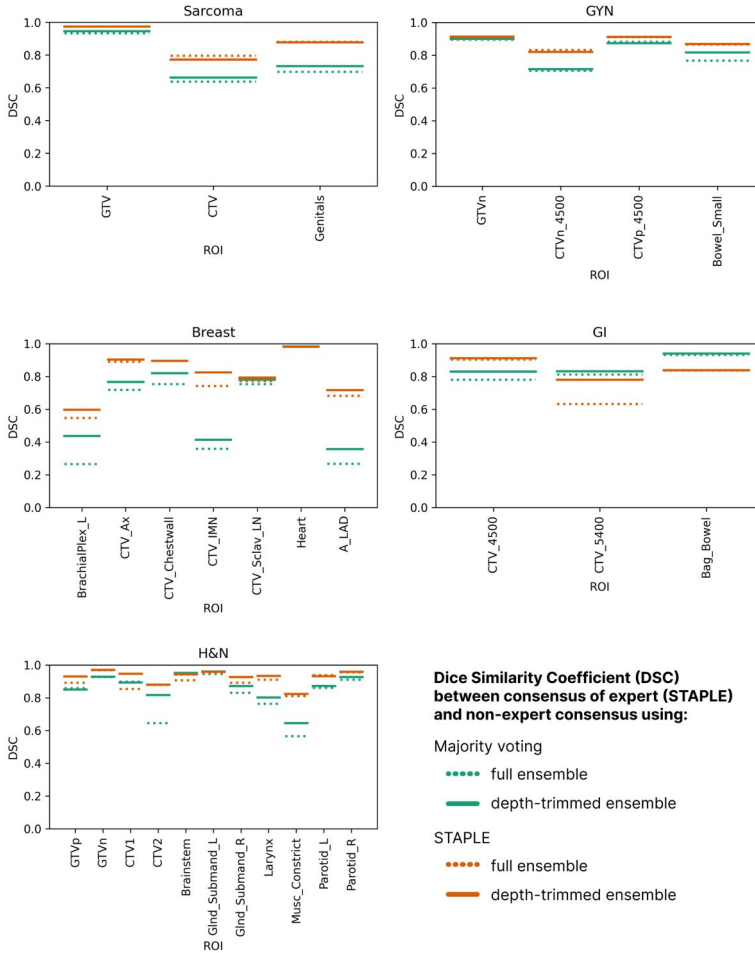 Sarcoma
1.0
0.8
0.6
0.4
0.2
0.0
DSC
GTV
CTV
Genitals
ROI
GYN
1.0
0.8
0.6
0.4
0.2
0.0
DSC
GTVn
CTVn_4500
CTVp_4500
Bowel_Small
ROI
Breast
1.0
0.8
0.6
0.4
0.2
0.0
DSC
BrachialPlex_L
CTV_Ax
CTV_Chestwall
CTV_IMN
CTV_Sclav_LN
Heart
A_LAD
ROI
GI
1.0
0.8
0.6
0.4
0.2
0.0
DSC
CTV_4500
CTV_5400
Bag_Bowel
ROI
H&N
1.0
0.8
0.6
0.4
0.2
0.0
DSC
GTVp
GTVn
CTV1
CTV2
Brainstem
Glnd_Submand_L
Glnd_Submand_R
Larynx
Musc_Constrict
Parotid_L
Parotid_R
ROI
Dice Similarity Coefficient (DSC)
between consensus of expert (STAPLE)
and non-expert consensus using:
Majority voting
full ensemble
depth-trimmed ensemble
STAPLE
full ensemble
depth-trimmed ensemble